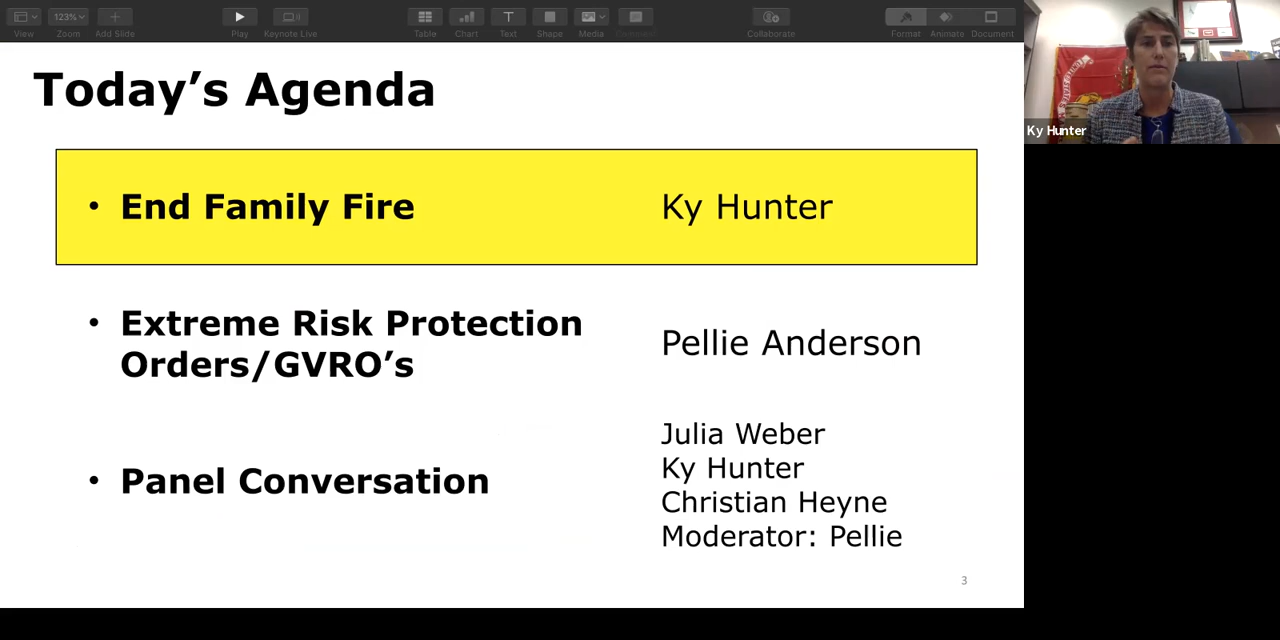 View
123%
Zoom
Add Slide
Play
Keynote Live
Table
Chart
Text
Shape
Media
Comment
Collaborate
Format
Animate
Document
Today’s Agenda
• End Family Fire
Ky Hunter
• Extreme Risk Protection
Orders/GVRO’s
Pellie Anderson
• Panel Conversation
Julia Weber
Ky Hunter
Christian Heyne
Moderator: Pellie
3
Ky Hunter